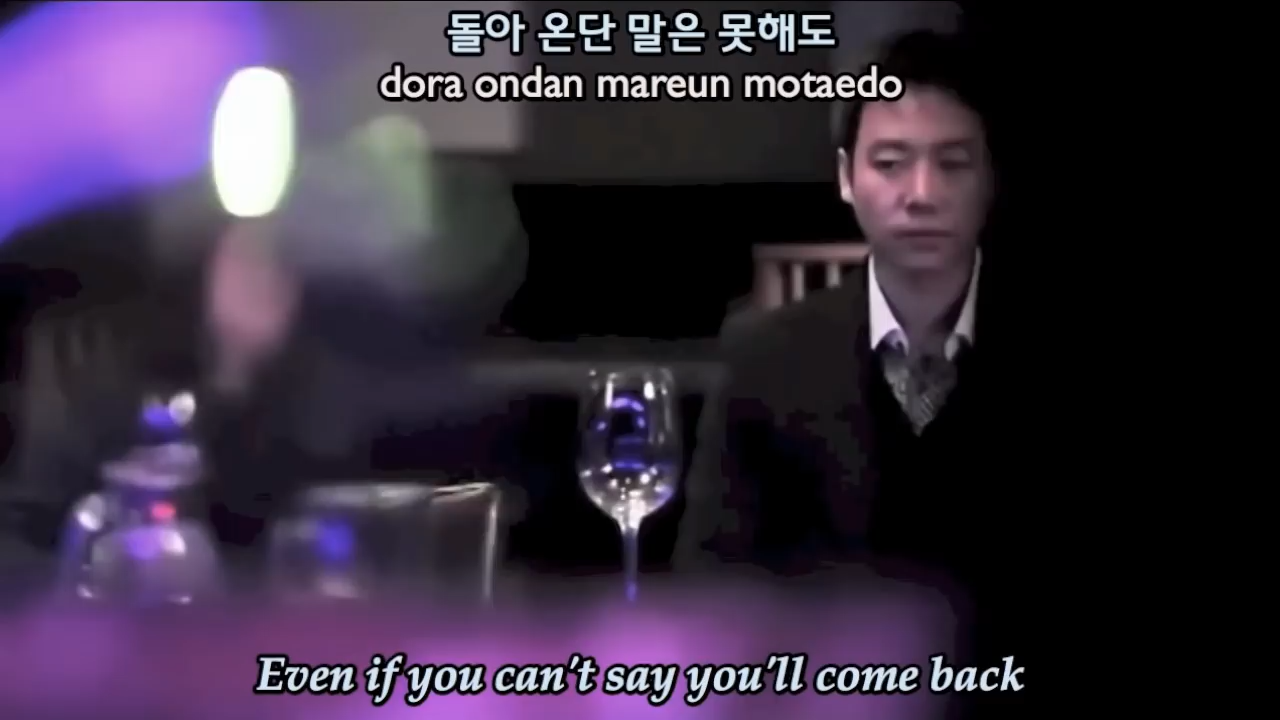 돌아 온단 말은 못해도
dora ondan mareun motaedo
Even if you can't say you'll come back